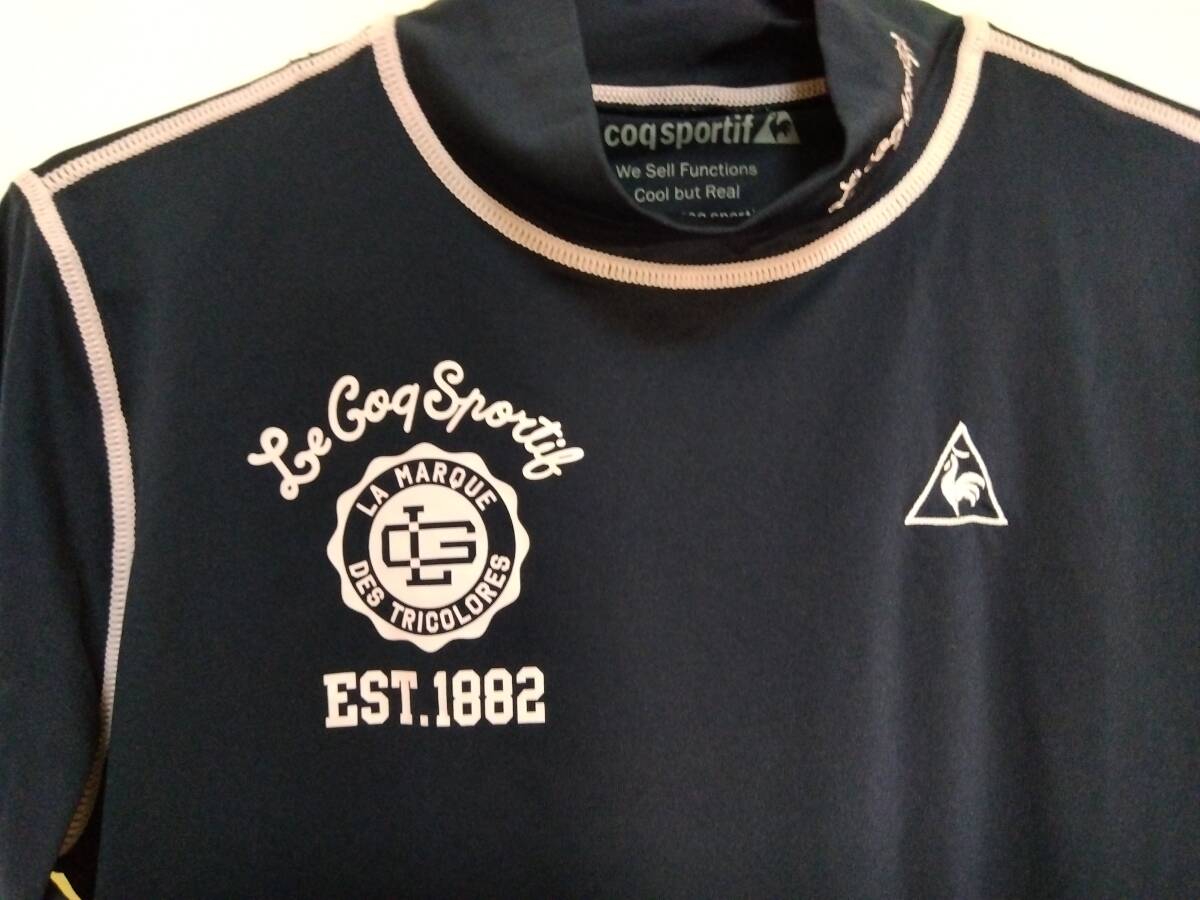 coq sportif
We Sell Functions
Cool but Real
Le Coq Sportif
LA MARQUE
DES TRICOLORES
EST.1882